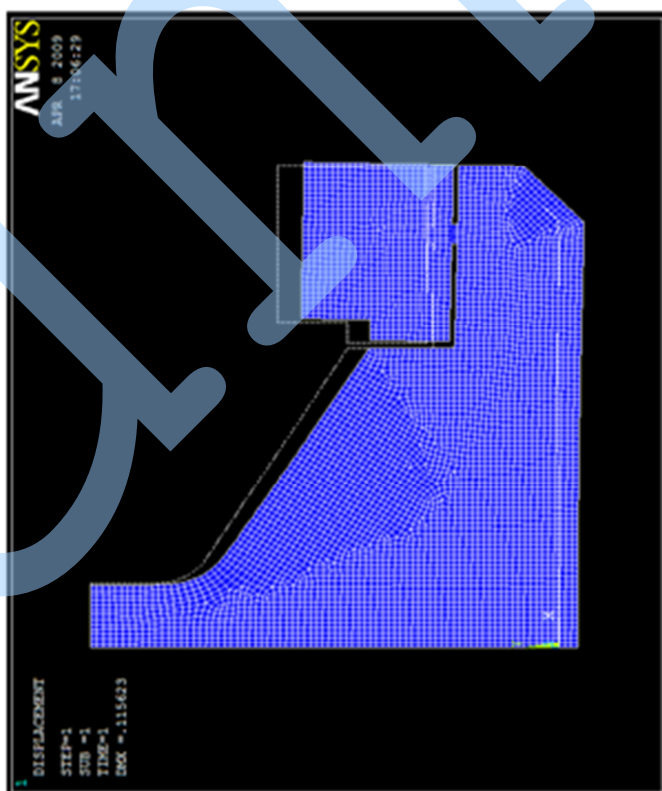 1
DISPLACEMENT
STEP=1
SUB =1
TIME=1
DMX =.115623
ANSYS
APR 8 2009
17:06:29
X